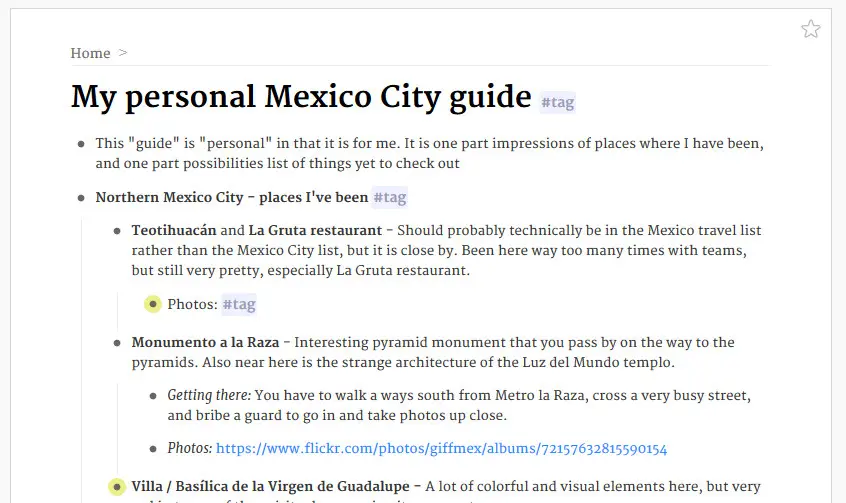 Home >
My personal Mexico City guide #tag
This "guide" is "personal" in that it is for me. It is one part impressions of places where I have been,
and one part possibilities list of things yet to check out
Northern Mexico City - places I've been #tag
Teotihuacán and La Gruta restaurant - Should probably technically be in the Mexico travel list
rather than the Mexico City list, but it is close by. Been here way too many times with teams,
but still very pretty, especially La Gruta restaurant.
Photos: #tag
Monumento a la Raza - Interesting pyramid monument that you pass by on the way to the
pyramids. Also near here is the strange architecture of the Luz del Mundo templo.
Getting there: You have to walk a ways south from Metro la Raza, cross a very busy street,
and bribe a guard to go in and take photos up close.
Photos: https://www.flickr.com/photos/giffmex/albums/72157632815590154
Villa / Basílica de la Virgen de Guadalupe - A lot of colorful and visual elements here, but very